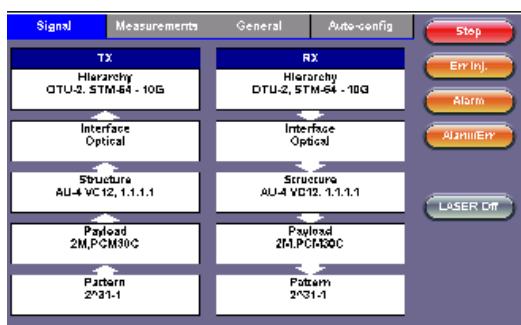 Signal Measurements General Auto-config
Stop
TX RX
Err Inj.
Hierarchy Hierarchy
OTU-2, STM-64 - 10G OTU-2, STM-64 - 10G
Alarm
Interface Interface
Optical Optical
Alarm/Err
Structure Structure
AU-4 VC12, 1.1.1.1 AU-4 VC12, 1.1.1.1
LASER Off
Payload Payload
2M,PCM30C 2M,PCM30C
Pattern Pattern
2^31-1 2^31-1